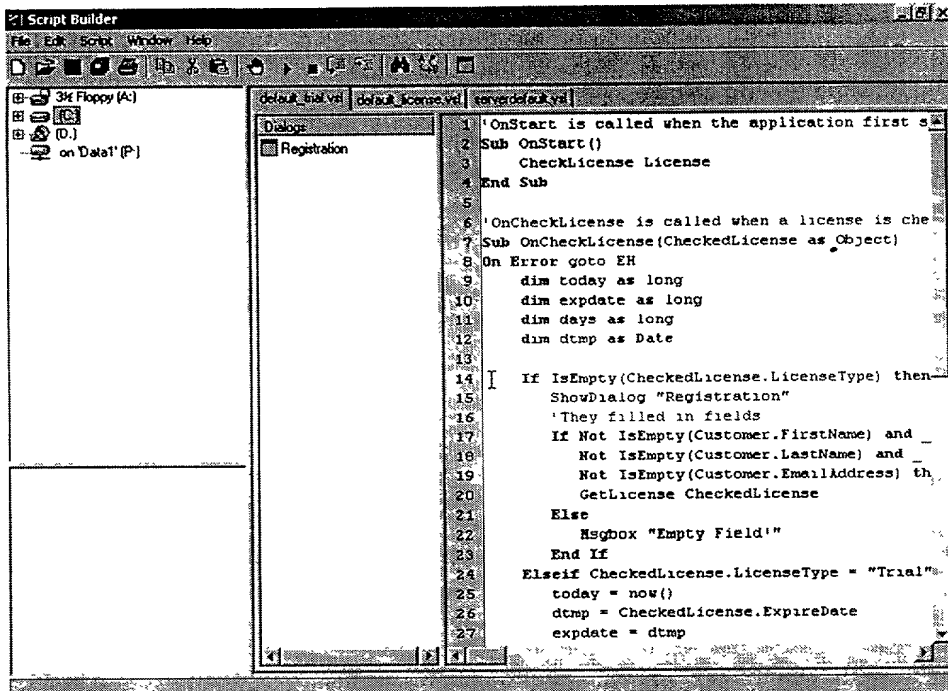 Script Builder
File Edit Script Window Help
3½ Floppy (A:)
(C:)
(D:)
on 'Data1' (P:)
default_trial.vsl default_license.vsl serverdefault.vsl
Dialogs
Registration
1 'OnStart is called when the application first s
2 Sub OnStart()
3 CheckLicense License
4 End Sub
5
6 'OnCheckLicense is called when a license is che
7 Sub OnCheckLicense(CheckedLicense as Object)
8 On Error goto EH
9 dim today as long
10 dim expdate as long
11 dim days as long
12 dim dtmp as Date
13
14 If IsEmpty(CheckedLicense.LicenseType) then
15 ShowDialog "Registration"
16 'They filled in fields
17 If Not IsEmpty(Customer.FirstName) and _
18 Not IsEmpty(Customer.LastName) and _
19 Not IsEmpty(Customer.EmailAddress) th
20 GetLicense CheckedLicense
21 Else
22 Msgbox "Empty Field!"
23 End If
24 Elseif CheckedLicense.LicenseType = "Trial"
25 today = now()
26 dtmp = CheckedLicense.ExpireDate
27 expdate = dtmp